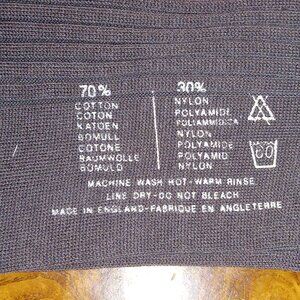 70% 30%
COTTON NYLON
COTON POLYAMIDE
KATOEN POLIAMMIDICA
BOMULL NYLON
COTONE POLYAMIDE
BAUMWOLLE POLYAMID
BOMULD NYLON
60
MACHINE WASH HOT-WARM RINSE
LINE DRY-DO NOT BLEACH
MADE IN ENGLAND-FABRIQUE EN ANGLETERRE